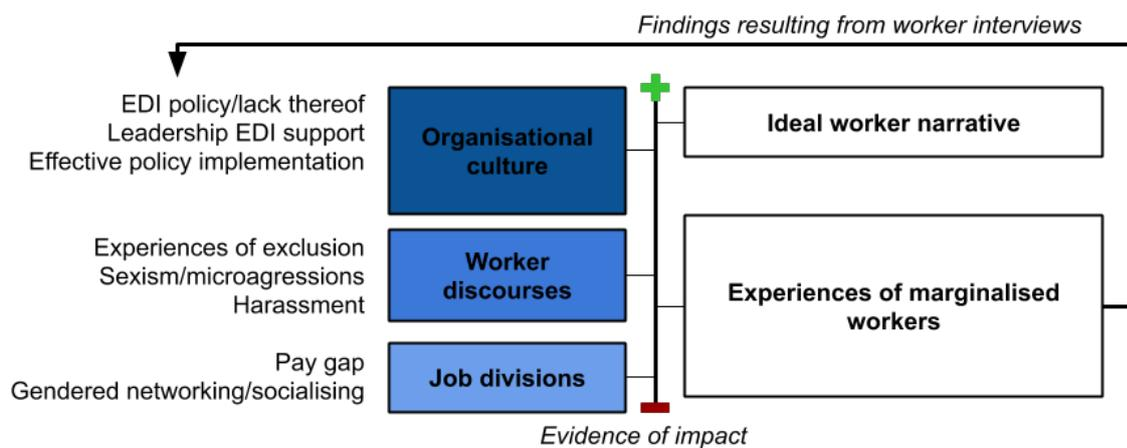 Findings resulting from worker interviews
EDI policy/lack thereof
Leadership EDI support
Effective policy implementation
Organisational
culture
Ideal worker narrative
Experiences of exclusion
Sexism/microagressions
Harassment
Worker
discourses
Experiences of marginalised
workers
Pay gap
Gendered networking/socialising
Job divisions
Evidence of impact